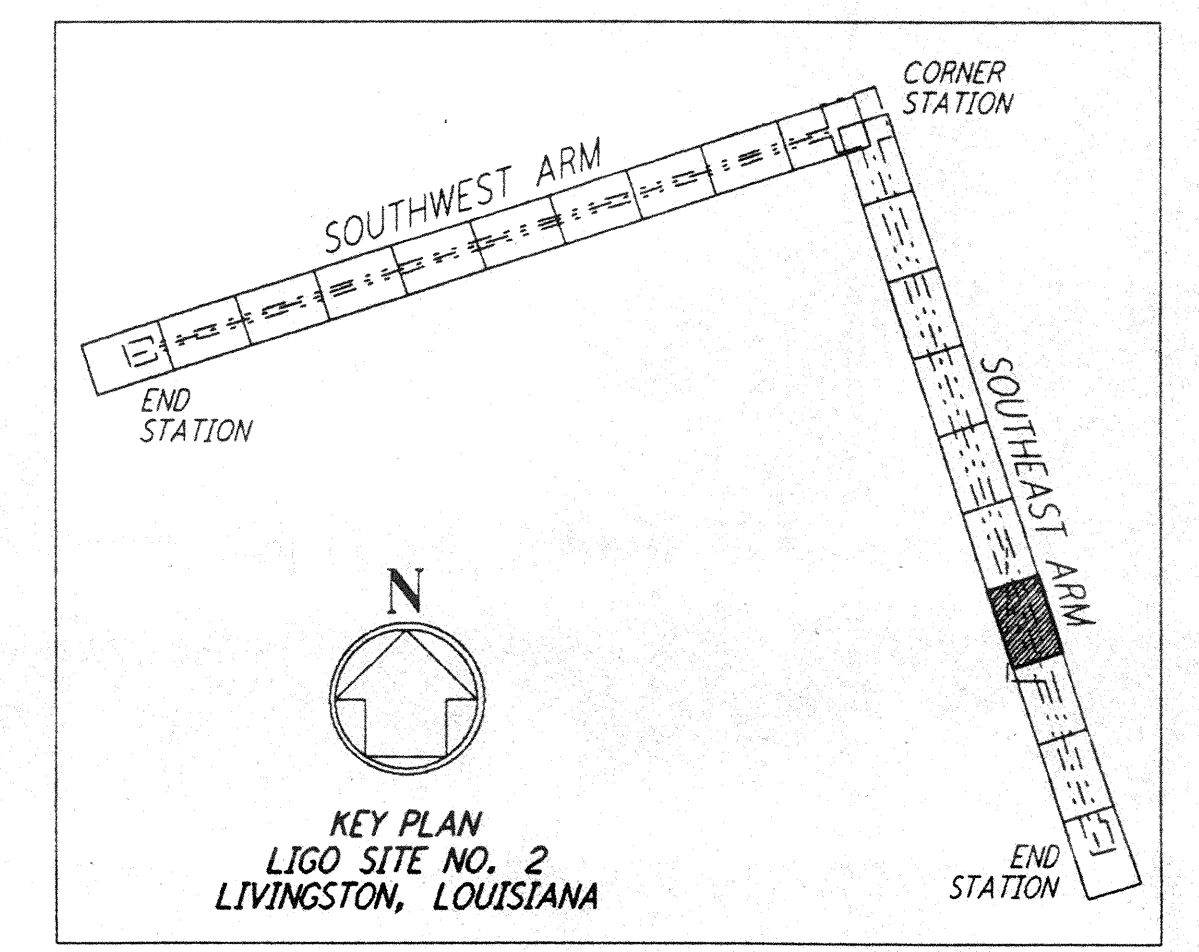 CORNER
STATION
SOUTHWEST ARM
END
STATION
SOUTHEAST ARM
N
KEY PLAN
LIGO SITE NO. 2
LIVINGSTON, LOUISIANA
END
STATION